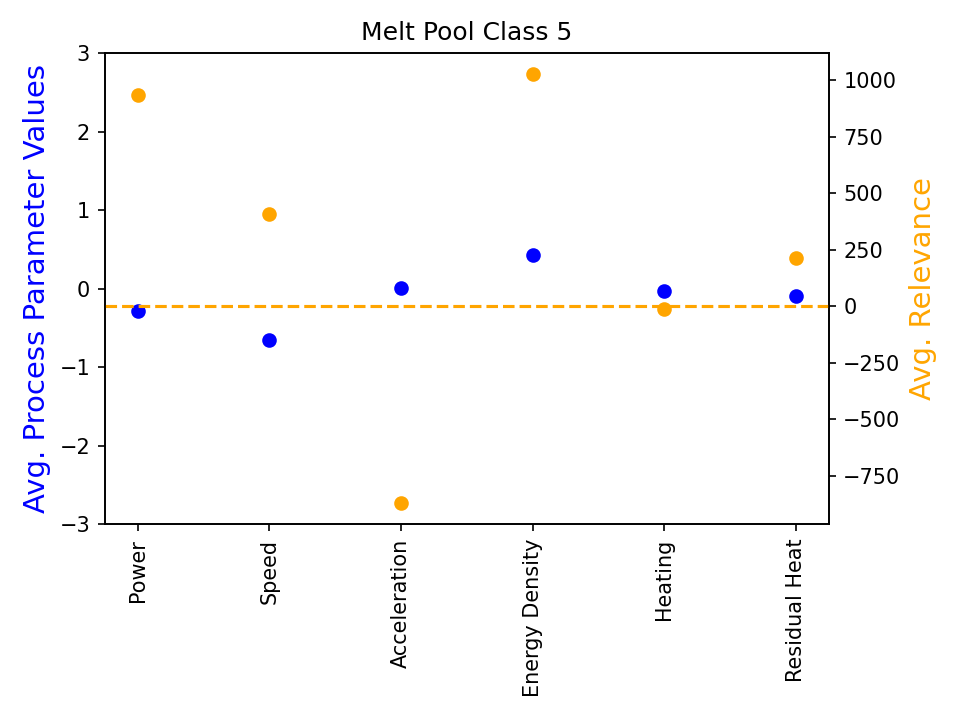 Melt Pool Class 5
Avg. Process Parameter Values
3
2
1
0
−1
−2
−3
1000
750
500
250
0
−250
−500
−750
Avg. Relevance
Power
Speed
Acceleration
Energy Density
Heating
Residual Heat